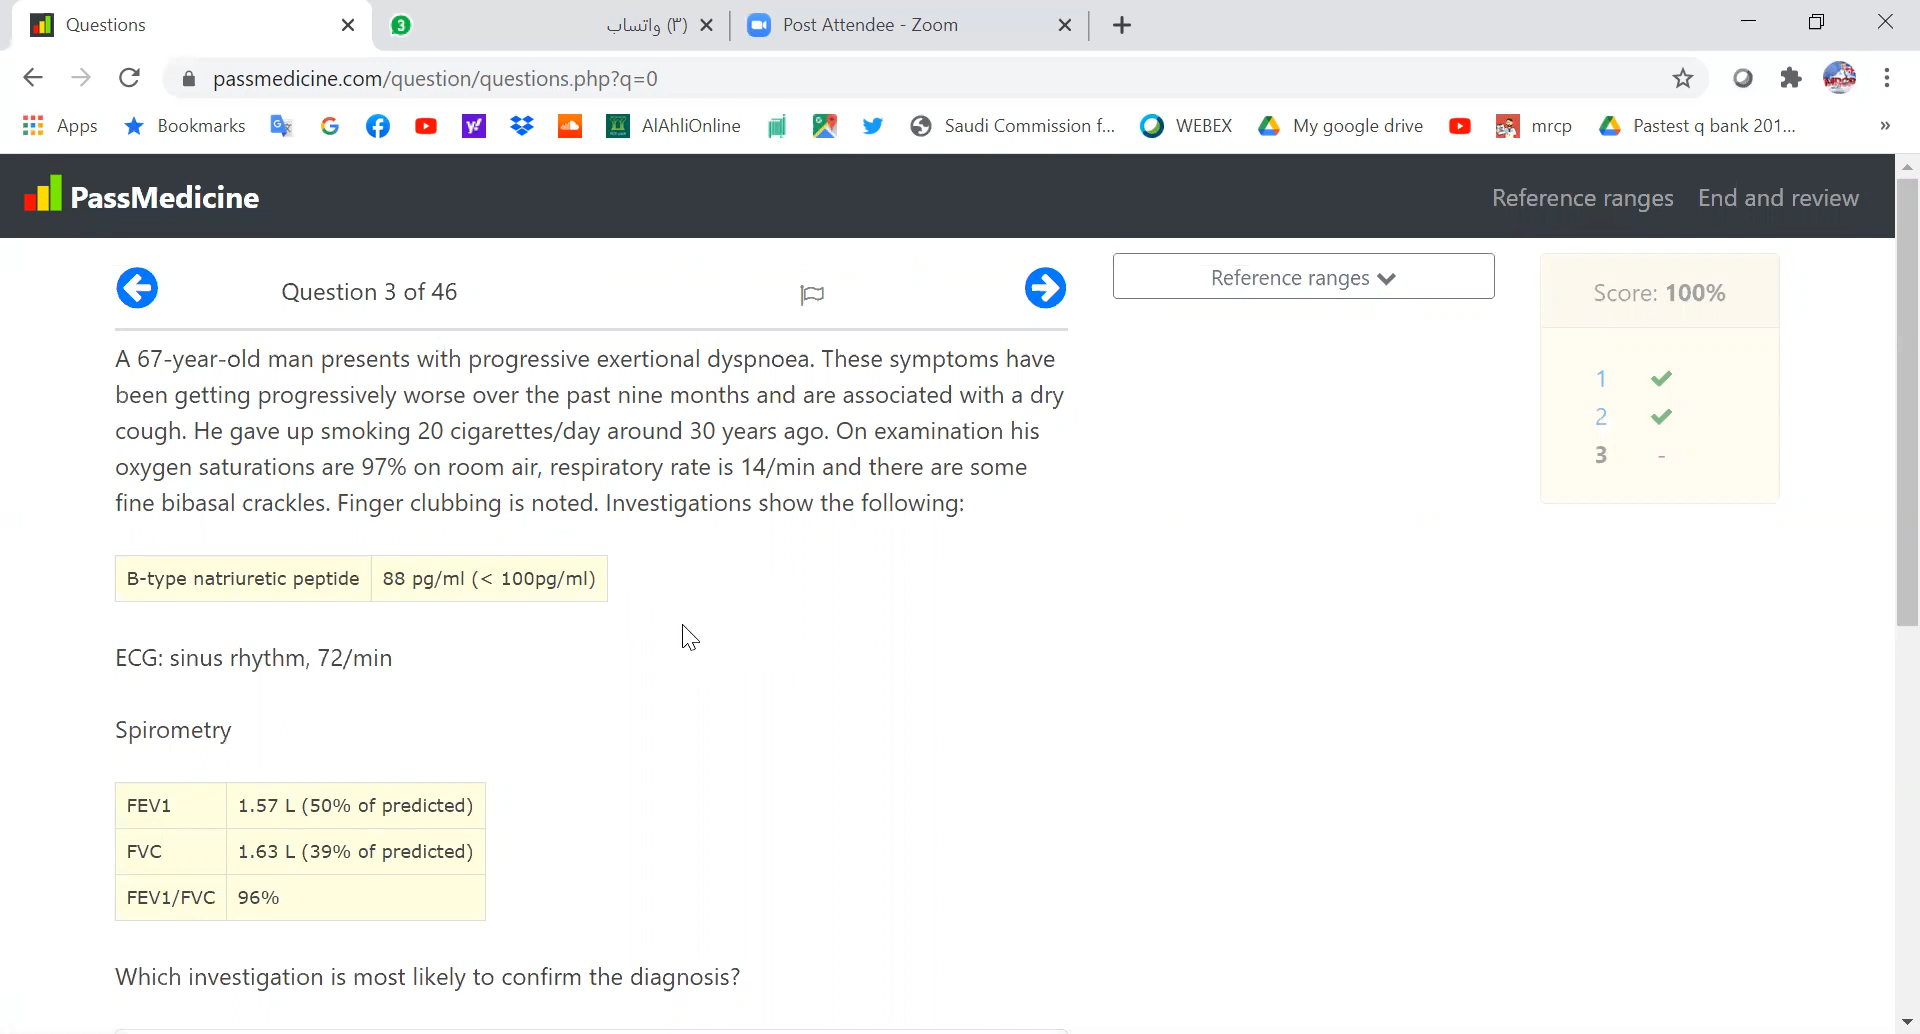 Questions
3
(٣) واتساب
Post Attendee - Zoom
passmedicine.com/question/questions.php?q=0
Apps
Bookmarks
AlAhliOnline
Saudi Commission f...
WEBEX
My google drive
mrcp
Pastest q bank 201...
»
PassMedicine
Reference ranges
End and review
Question 3 of 46
Reference ranges
Score: 100%
1
2
3 -
A 67-year-old man presents with progressive exertional dyspnoea. These symptoms have
been getting progressively worse over the past nine months and are associated with a dry
cough. He gave up smoking 20 cigarettes/day around 30 years ago. On examination his
oxygen saturations are 97% on room air, respiratory rate is 14/min and there are some
fine bibasal crackles. Finger clubbing is noted. Investigations show the following:
B-type natriuretic peptide 88 pg/ml (< 100pg/ml)
ECG: sinus rhythm, 72/min
Spirometry
FEV1 1.57 L (50% of predicted)
FVC 1.63 L (39% of predicted)
FEV1/FVC 96%
Which investigation is most likely to confirm the diagnosis?